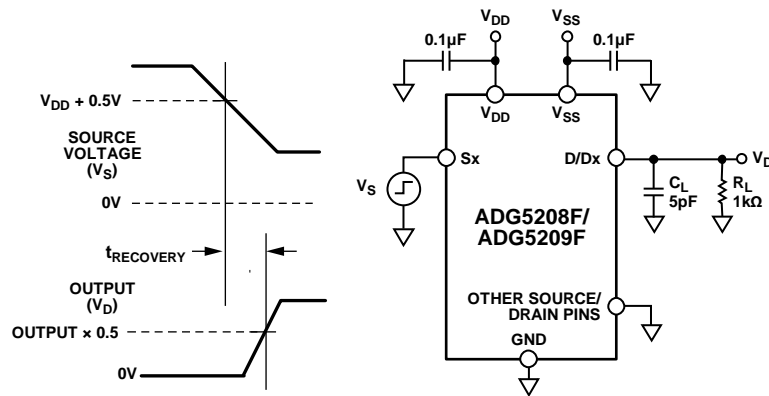 V_DD + 0.5V
SOURCE
VOLTAGE
(V_S)
0V
t_RECOVERY
OUTPUT
(V_D)
OUTPUT × 0.5
0V
V_DD
V_SS
0.1µF
0.1µF
V_DD
V_SS
Sx
D/Dx
V_D
V_S
C_L
5pF
R_L
1kΩ
ADG5208F/
ADG5209F
OTHER SOURCE/
DRAIN PINS
GND